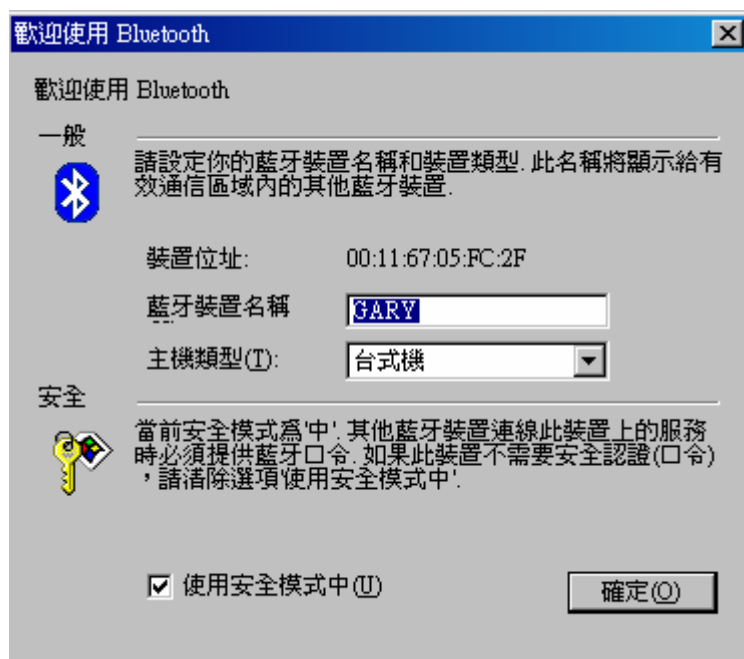 歡迎使用 Bluetooth
歡迎使用 Bluetooth
一般
請設定你的藍牙裝置名稱和裝置類型. 此名稱將顯示給有
效通信區域內的其他藍牙裝置.
裝置位址: 00:11:67:05:FC:2F
藍牙裝置名稱 GARY
主機類型(T): 台式機
安全
當前安全模式爲'中'. 其他藍牙裝置連線此裝置上的服務
時必須提供藍牙口令. 如果此裝置不需要安全認證(口令)
，請清除選項'使用安全模式中'.
使用安全模式中(U) 確定(O)